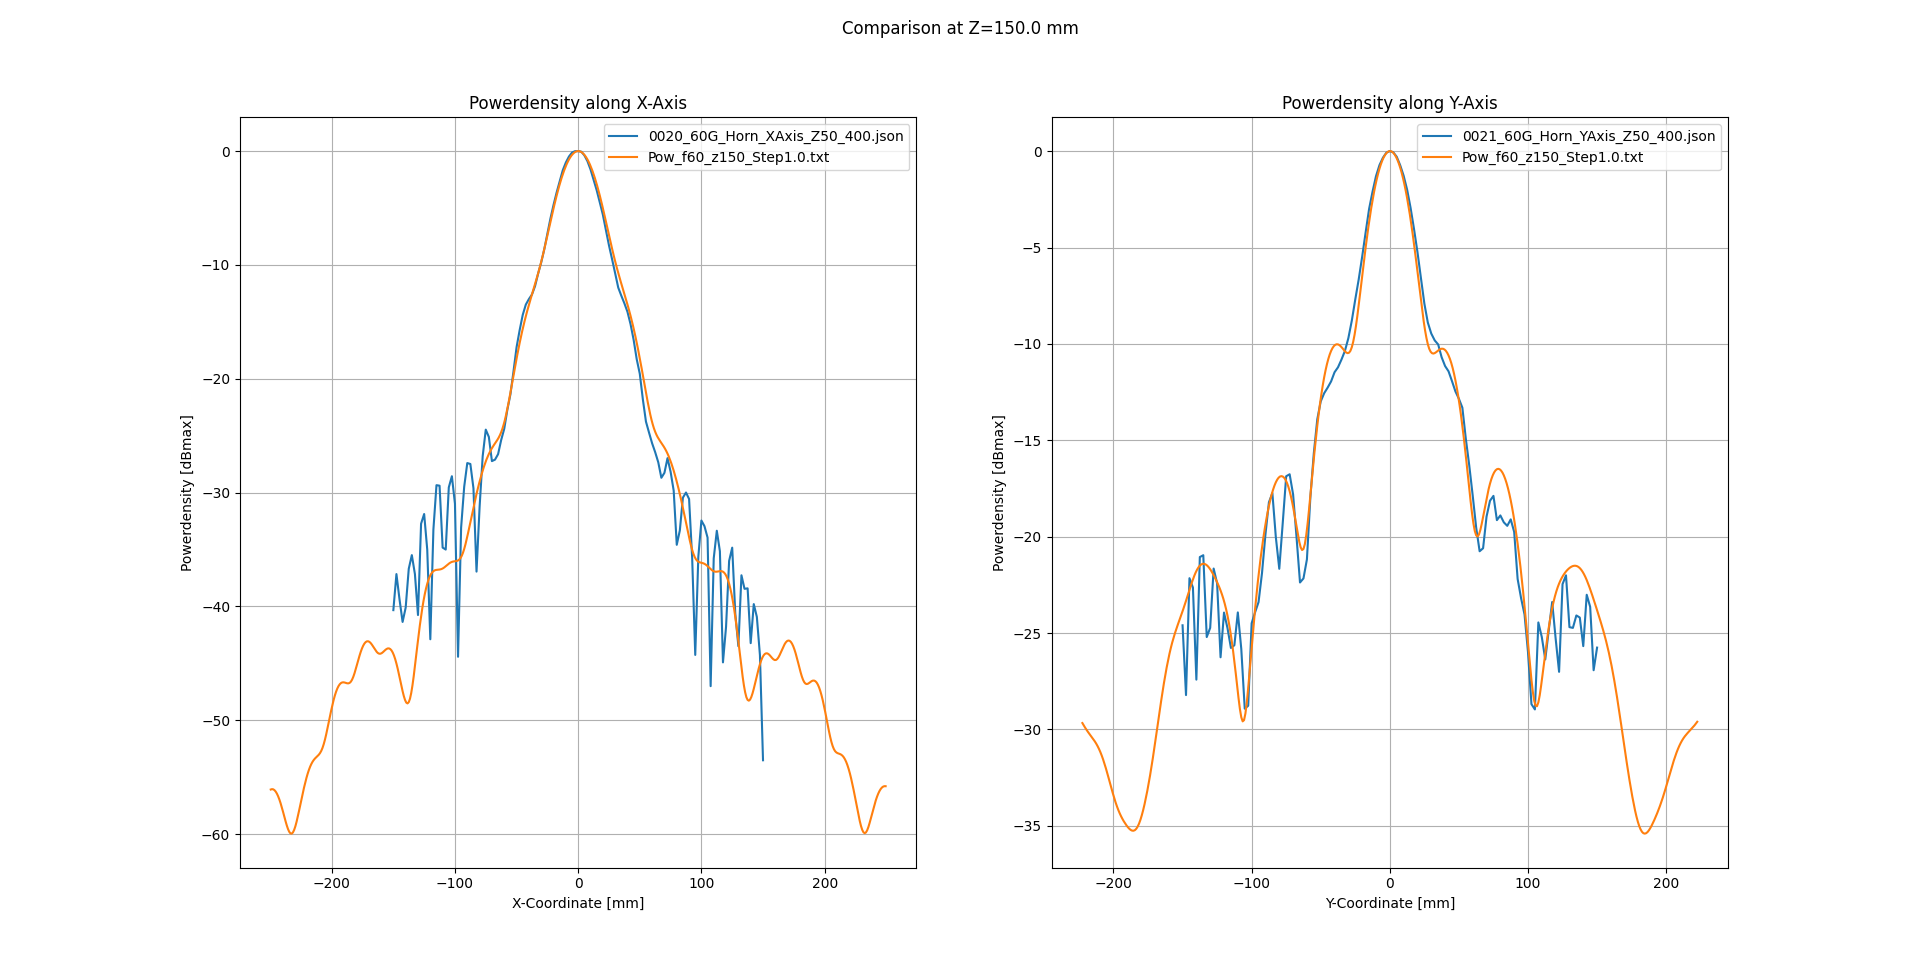 Comparison at Z=150.0 mm
Powerdensity along X-Axis
0020_60G_Horn_XAxis_Z50_400.json
Pow_f60_z150_Step1.0.txt
0
−10
−20
−30
−40
−50
−60
Powerdensity [dBmax]
−200
−100
0
100
200
X-Coordinate [mm]
Powerdensity along Y-Axis
0021_60G_Horn_YAxis_Z50_400.json
Pow_f60_z150_Step1.0.txt
0
−5
−10
−15
−20
−25
−30
−35
Powerdensity [dBmax]
−200
−100
0
100
200
Y-Coordinate [mm]